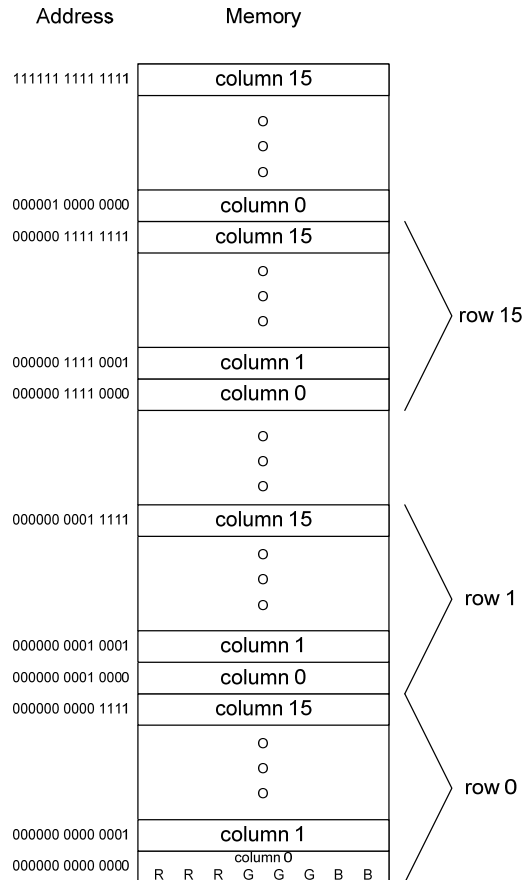 Address Memory
111111 1111 1111 column 15
O
O
O
000001 0000 0000 column 0
000000 1111 1111 column 15
O
O
O
row 15
000000 1111 0001 column 1
000000 1111 0000 column 0
O
O
O
000000 0001 1111 column 15
O
O
O
row 1
000000 0001 0001 column 1
000000 0001 0000 column 0
000000 0000 1111 column 15
O
O
O
row 0
000000 0000 0001 column 1
000000 0000 0000 column 0
R R R G G G B B